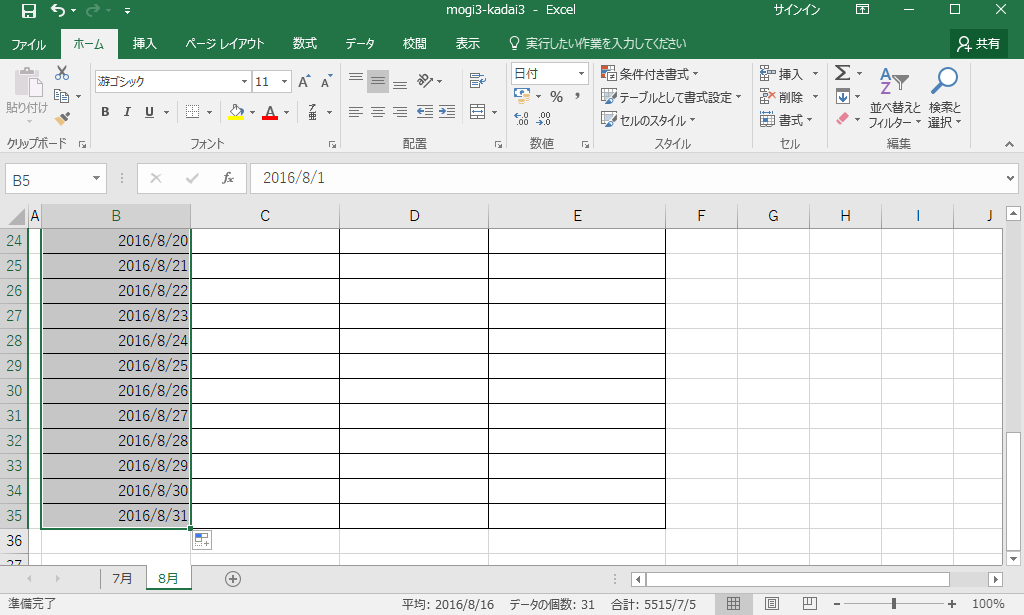 mogi3-kadai3 - Excel サインイン
ファイル ホーム 挿入 ページ レイアウト 数式 データ 校閲 表示 実行したい作業を入力してください 共有
貼り付け 游ゴシック 11 A A 日付 条件付き書式 挿入 Σ
B I U A % , テーブルとして書式設定 削除 並べ替えと フィルター 検索と 選択
セルのスタイル 書式
クリップボード フォント 配置 数値 スタイル セル 編集
B5 fx 2016/8/1
A B C D E F G H I J
24 2016/8/20
25 2016/8/21
26 2016/8/22
27 2016/8/23
28 2016/8/24
29 2016/8/25
30 2016/8/26
31 2016/8/27
32 2016/8/28
33 2016/8/29
34 2016/8/30
35 2016/8/31
36
37
7月 8月
準備完了 平均: 2016/8/16 データの個数: 31 合計: 5515/7/5 100%